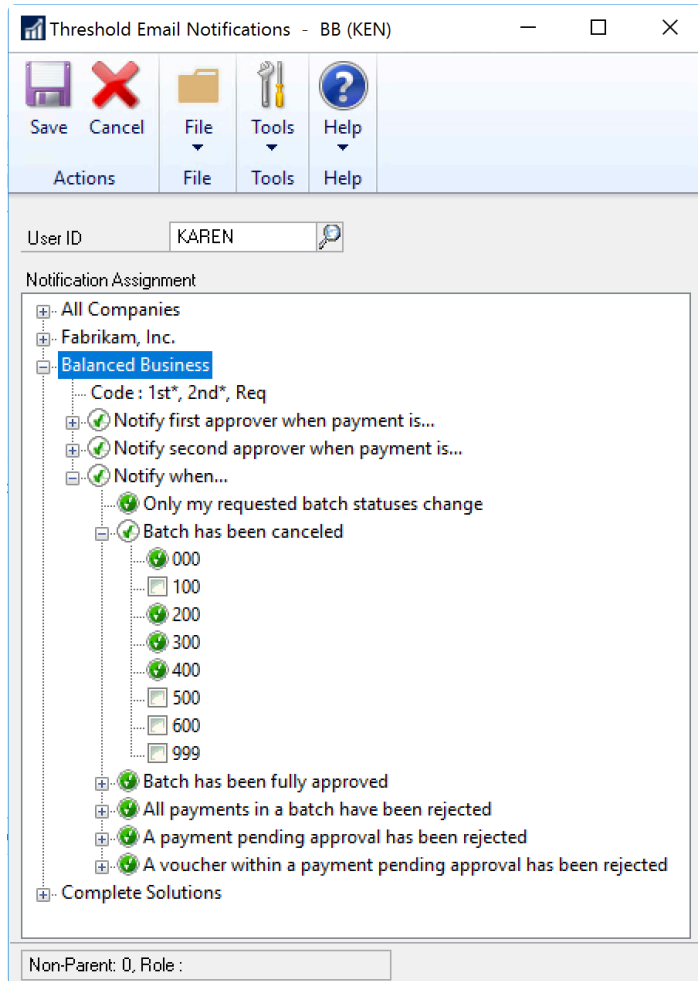 Threshold Email Notifications - BB (KEN)
Save Cancel File Tools Help
Actions File Tools Help
User ID KAREN
Notification Assignment
All Companies
Fabrikam, Inc.
Balanced Business
Code : 1st*, 2nd*, Req
Notify first approver when payment is...
Notify second approver when payment is...
Notify when...
Only my requested batch statuses change
Batch has been canceled
000
100
200
300
400
500
600
999
Batch has been fully approved
All payments in a batch have been rejected
A payment pending approval has been rejected
A voucher within a payment pending approval has been rejected
Complete Solutions
Non-Parent: 0, Role :